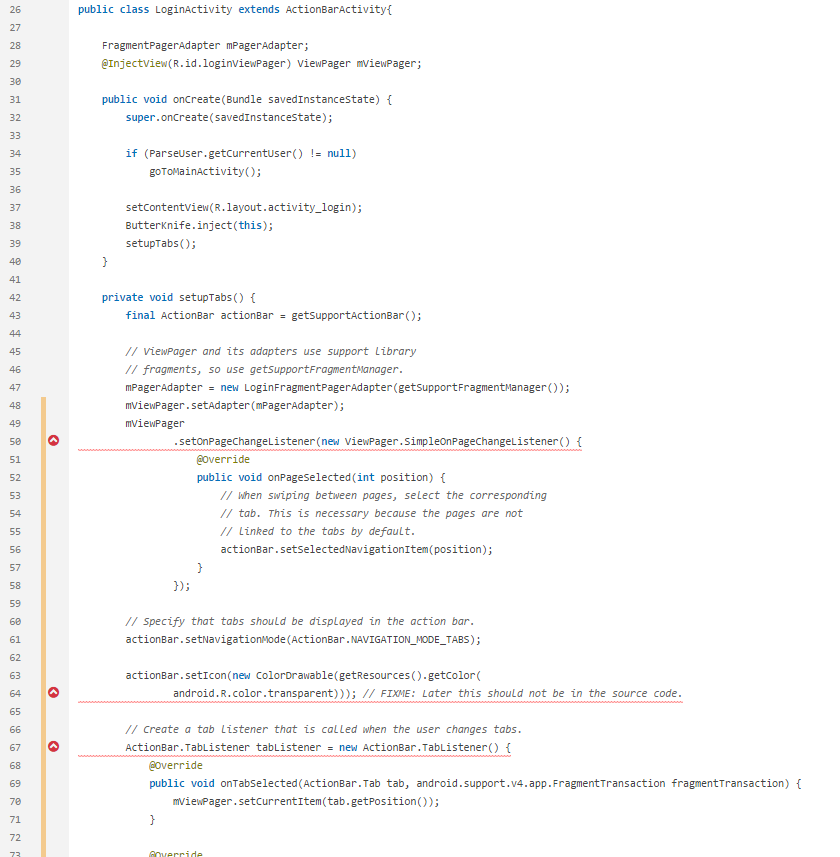 26 public class LoginActivity extends ActionBarActivity{
27
28 FragmentPagerAdapter mPagerAdapter;
29 @InjectView(R.id.loginViewPager) ViewPager mViewPager;
30
31 public void onCreate(Bundle savedInstanceState) {
32 super.onCreate(savedInstanceState);
33
34 if (ParseUser.getCurrentUser() != null)
35 goToMainActivity();
36
37 setContentView(R.layout.activity_login);
38 ButterKnife.inject(this);
39 setupTabs();
40 }
41
42 private void setupTabs() {
43 final ActionBar actionBar = getSupportActionBar();
44
45 // ViewPager and its adapters use support library
46 // fragments, so use getSupportFragmentManager.
47 mPagerAdapter = new LoginFragmentPagerAdapter(getSupportFragmentManager());
48 mViewPager.setAdapter(mPagerAdapter);
49 mViewPager
50 .setOnPageChangeListener(new ViewPager.SimpleOnPageChangeListener() {
51 @Override
52 public void onPageSelected(int position) {
53 // When swiping between pages, select the corresponding
54 // tab. This is necessary because the pages are not
55 // linked to the tabs by default.
56 actionBar.setSelectedNavigationItem(position);
57 }
58 });
59
60 // Specify that tabs should be displayed in the action bar.
61 actionBar.setNavigationMode(ActionBar.NAVIGATION_MODE_TABS);
62
63 actionBar.setIcon(new ColorDrawable(getResources().getColor(
64 android.R.color.transparent))); // FIXME: Later this should not be in the source code.
65
66 // Create a tab listener that is called when the user changes tabs.
67 ActionBar.TabListener tabListener = new ActionBar.TabListener() {
68 @Override
69 public void onTabSelected(ActionBar.Tab tab, android.support.v4.app.FragmentTransaction fragmentTransaction) {
70 mViewPager.setCurrentItem(tab.getPosition());
71 }
72
73 @Override